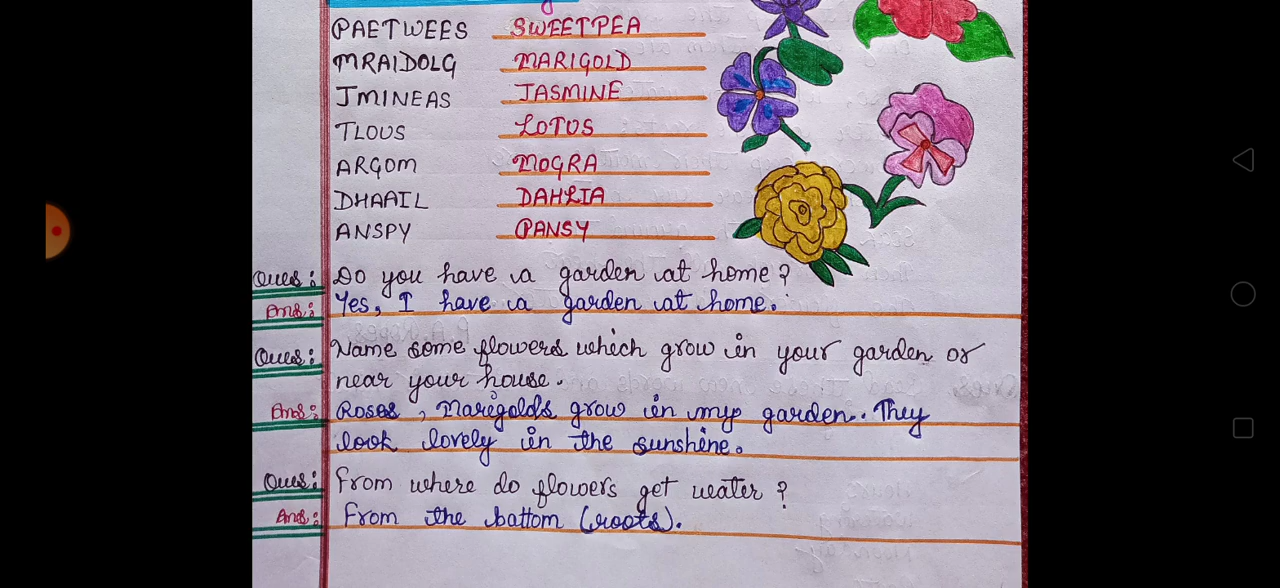 PAETWEES SWEETPEA
MRAIDOLG MARIGOLD
JMINEAS JASMINE
TLOUS LOTUS
ARGOM MOGRA
DHAAIL DAHLIA
ANSPY PANSY
Ques: Do you have a garden at home?
Ans: Yes, I have a garden at home.
Ques: Name some flowers which grow in your garden or
near your house.
Ans: Roses, Marigolds grow in my garden. They
look lovely in the sunshine.
Ques: From where do flowers get water?
Ans: From the bottom (roots).